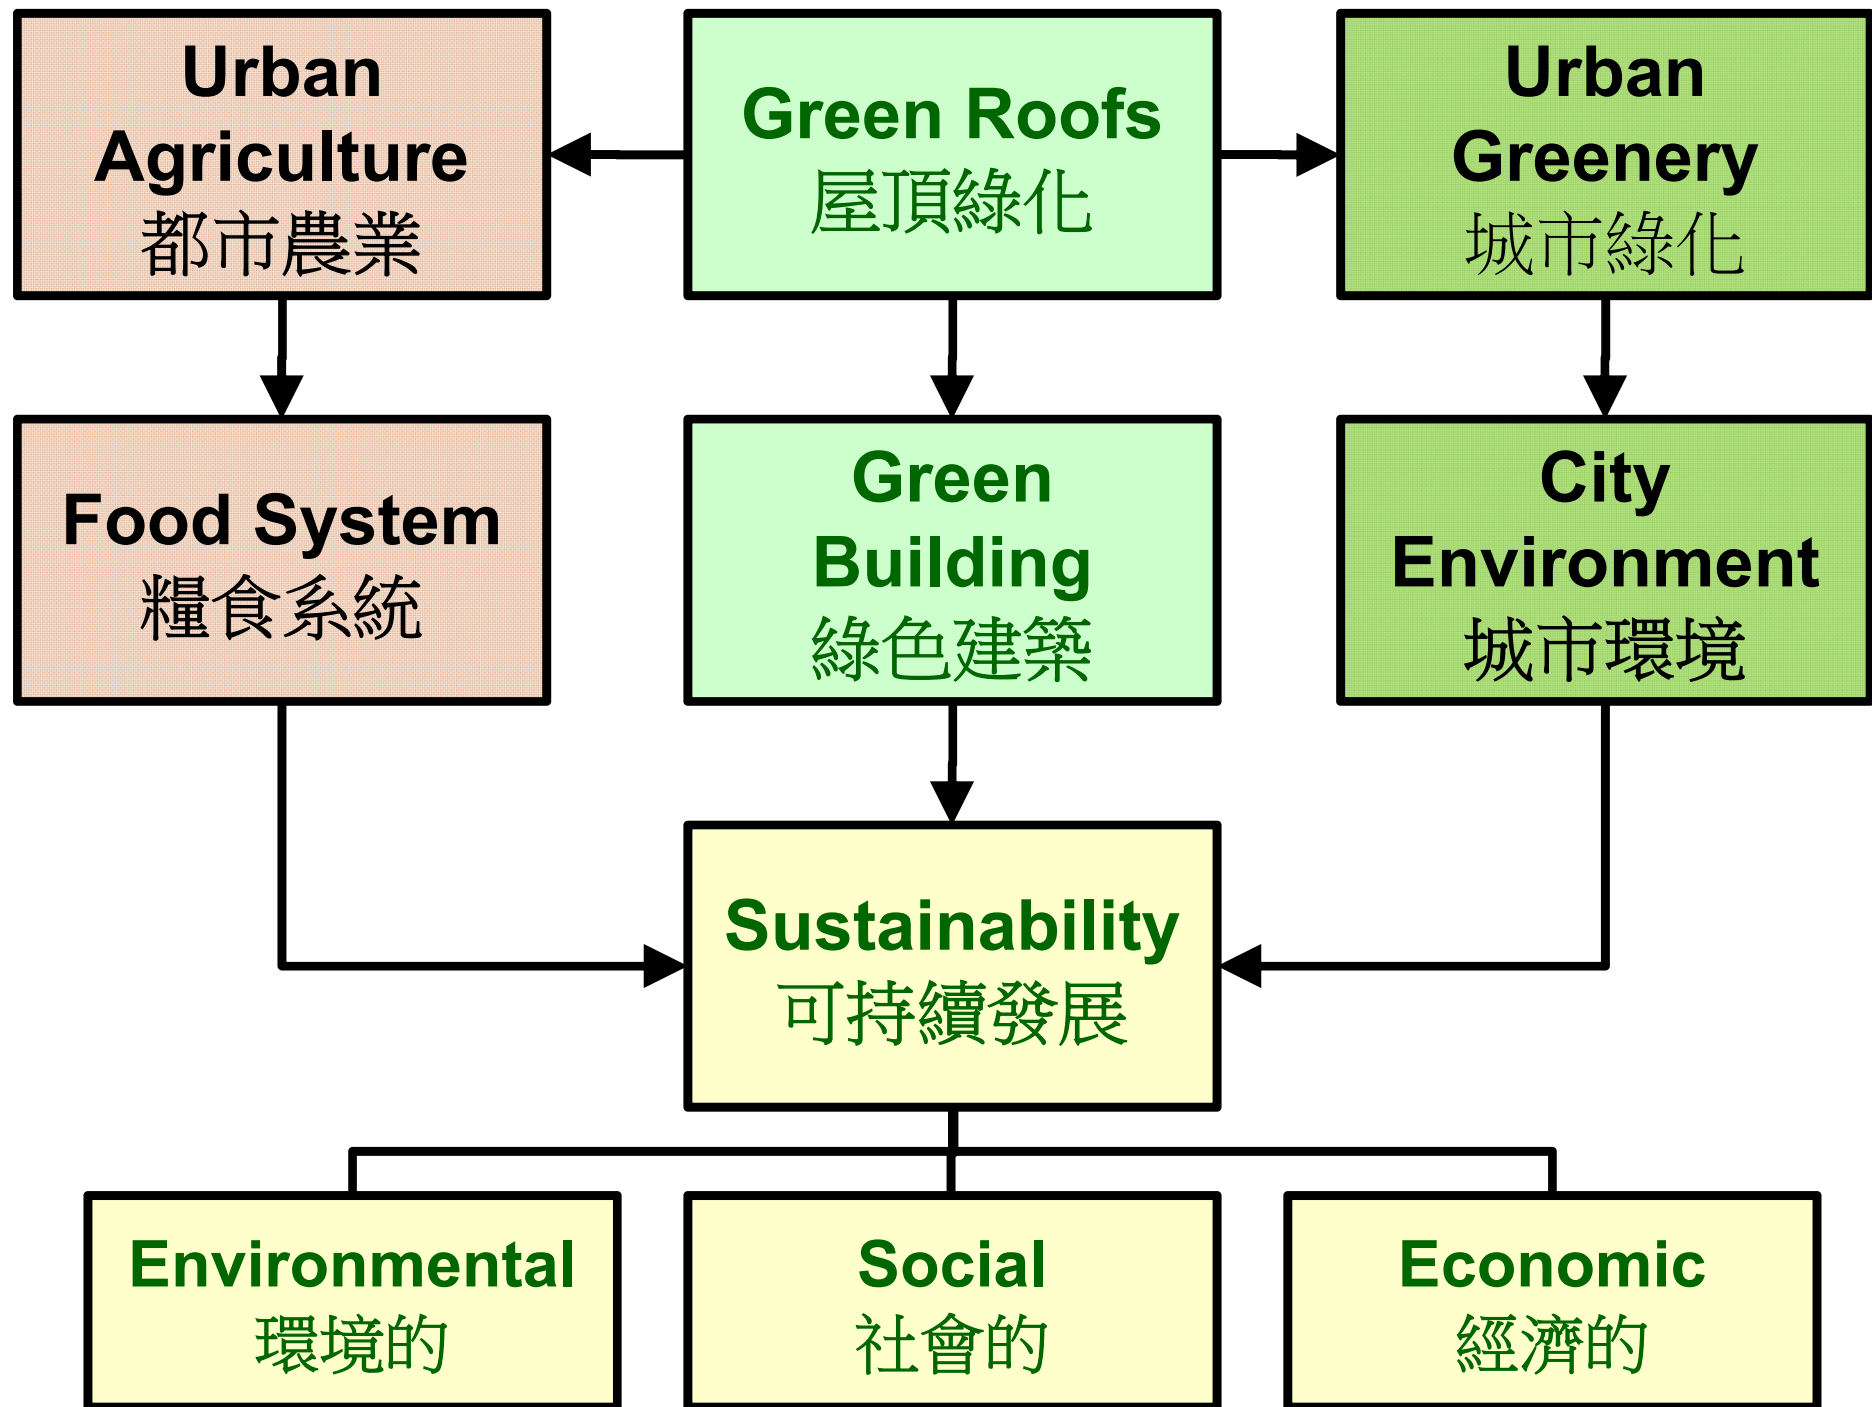 Urban
Agriculture
都市農業
Green Roofs
屋頂綠化
Urban
Greenery
城市綠化
Food System
糧食系統
Green
Building
綠色建築
City
Environment
城市環境
Sustainability
可持續發展
Environmental
環境的
Social
社會的
Economic
經濟的